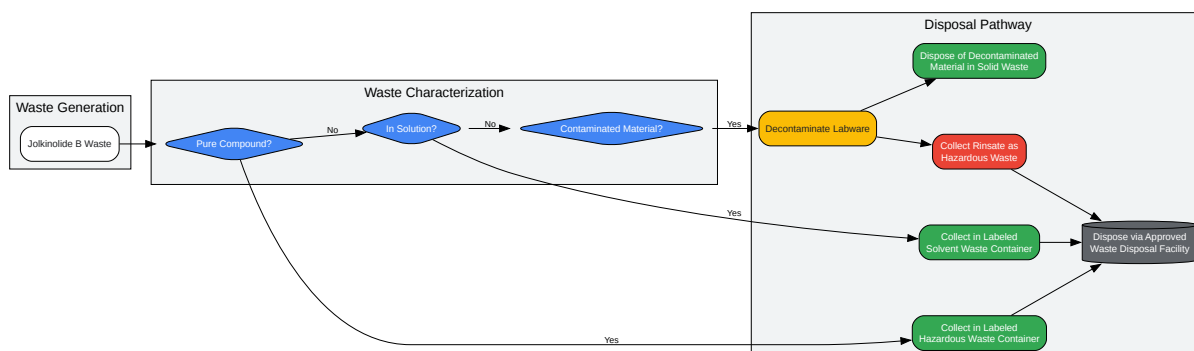 Disposal Pathway
Dispose of Decontaminated
Material in Solid Waste
Waste Characterization
Waste Generation
Jolkinolide B Waste
Pure Compound?
No
In Solution?
No
Contaminated Material?
Yes
Decontaminate Labware
Collect Rinsate as
Hazardous Waste
Yes
Collect in Labeled
Solvent Waste Container
Dispose via Approved
Waste Disposal Facility
Yes
Collect in Labeled
Hazardous Waste Container